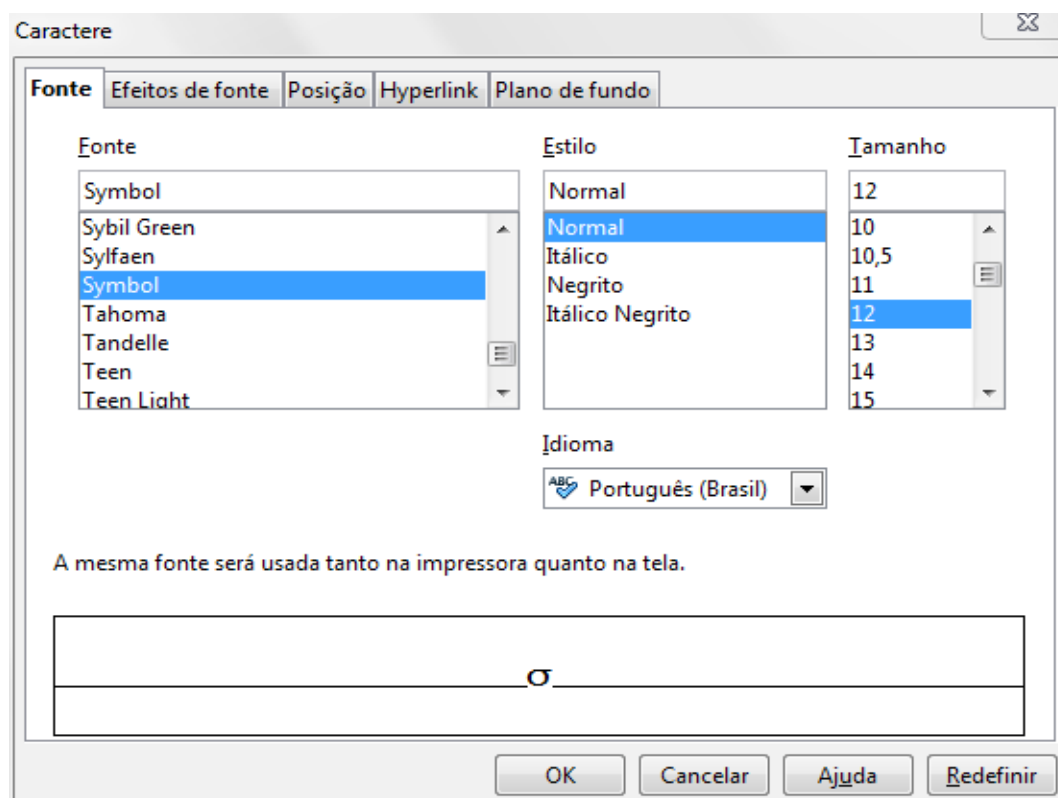 Caractere
Fonte Efeitos de fonte Posição Hyperlink Plano de fundo
Fonte Estilo Tamanho
Symbol Normal 12
Sybil Green Normal 10
Sylfaen Itálico 10,5
Symbol Negrito 11
Tahoma Itálico Negrito 12
Tandelle 13
Teen 14
Teen Light 15
Idioma
ABC Português (Brasil)
A mesma fonte será usada tanto na impressora quanto na tela.
σ
OK Cancelar Ajuda Redefinir